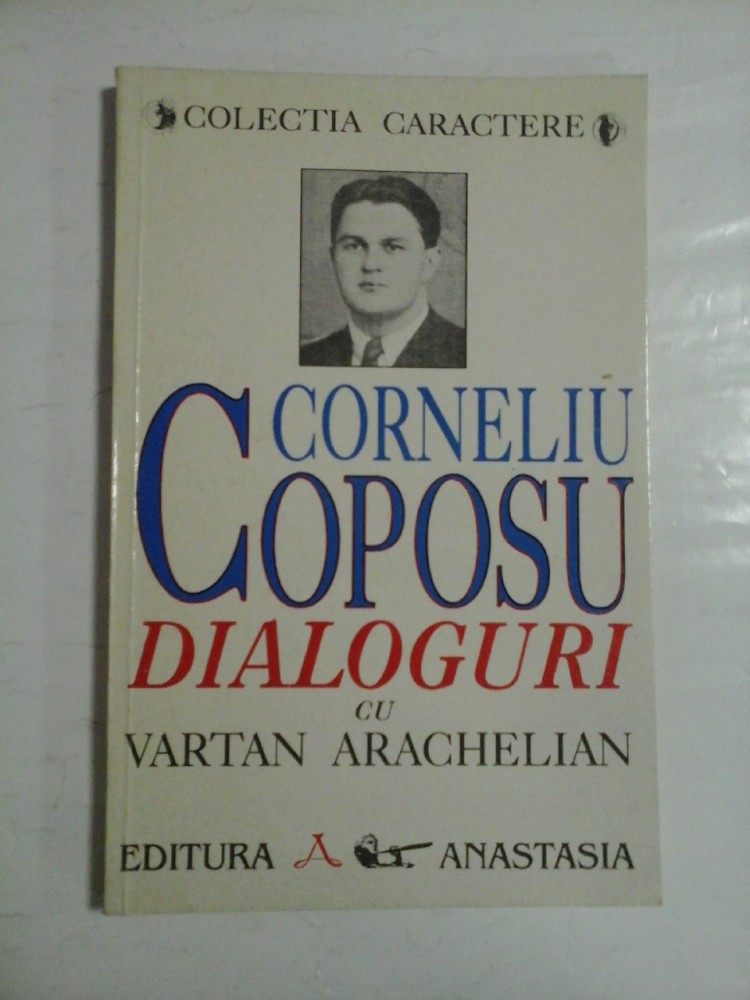 COLECTIA CARACTERE
CORNELIU
COPOSU
DIALOGURI
CU
VARTAN ARACHELIAN
EDITURA A ANASTASIA